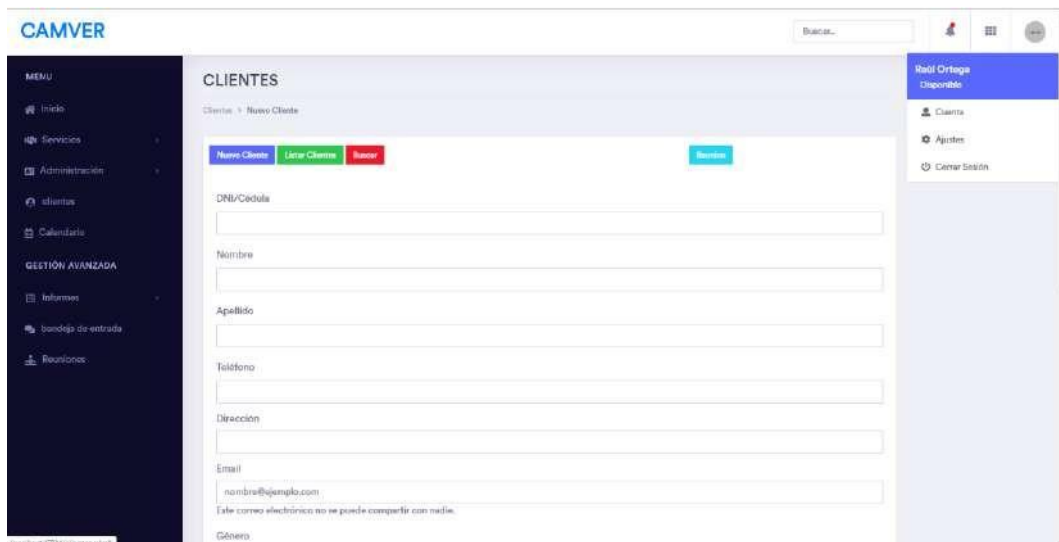 CAMVER
Buscar...
MENU
Inicio
Servicios
Administración
clientes
Calendario
GESTIÓN AVANZADA
Informes
bandeja de entrada
Reuniones
CLIENTES
Clientes > Nuevo Cliente
Nuevo Cliente
Listar Clientes
Buscar
DNI/Cédula
Nombre
Apellido
Teléfono
Dirección
Email
nombre@ejemplo.com
Este correo electrónico no se puede compartir con nadie.
Género
Raúl Ortega
Disponible
Cuenta
Ajustes
Cerrar Sesión